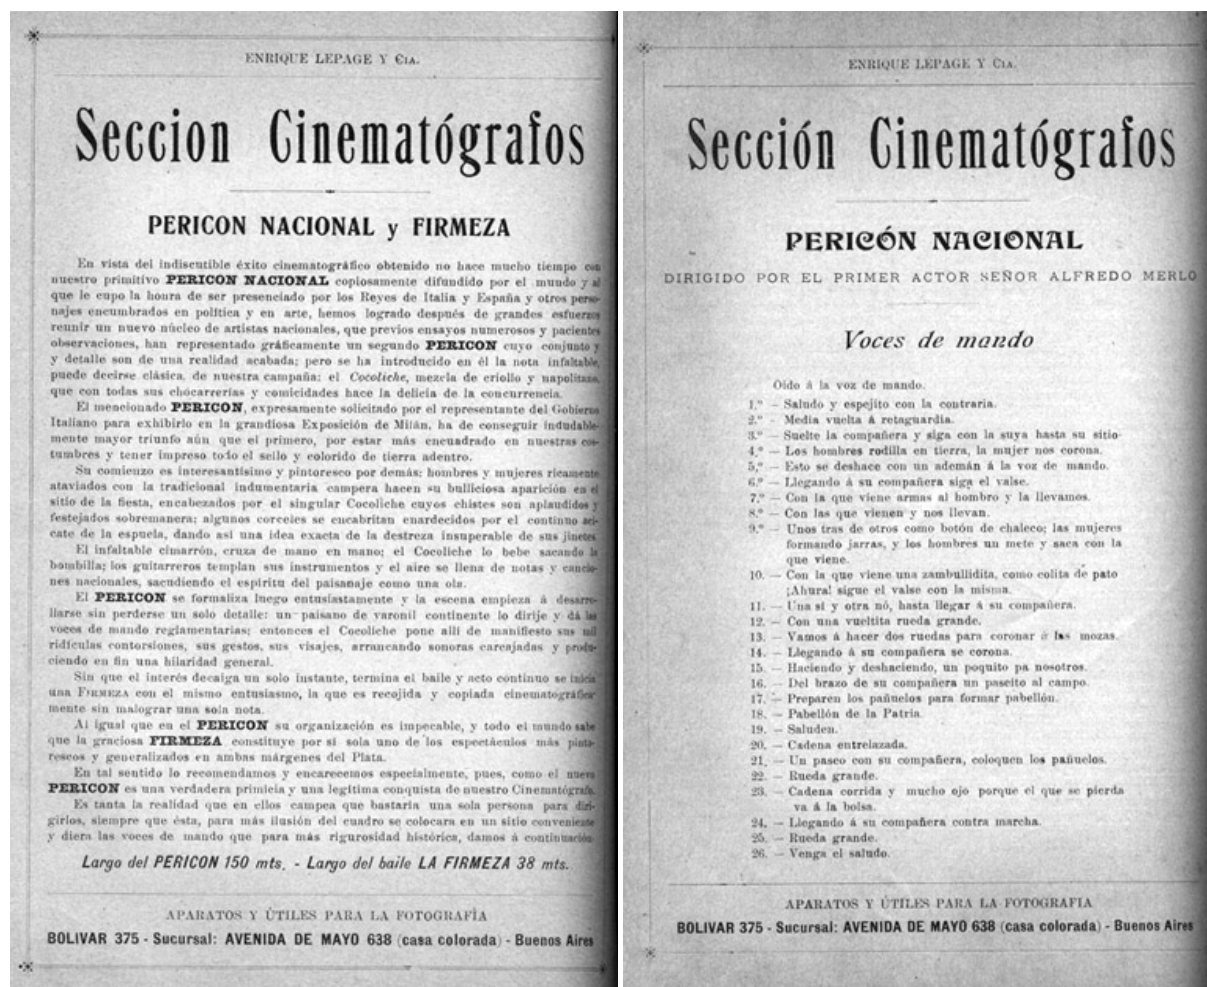 ENRIQUE LEPAGE Y CIA.
Seccion Cinematógrafos
PERICON NACIONAL y FIRMEZA
En vista del indiscutible éxito cinematográfico obtenido no hace mucho tiempo con
nuestro primitivo PERICON NACIONAL copiosamente difundido por el mundo y al
que le cupo la honra de ser presenciado por los Reyes de Italia y España y otros perso-
najes encumbrados en política y en arte, hemos logrado después de grandes esfuerzos
reunir un nuevo núcleo de artistas nacionales, que previos ensayos numerosos y pacientes
observaciones, han representado gráficamente un segundo PERICON cuyo conjunto y
y detalle son de una realidad acabada; pero se ha introducido en él la nota infaltable,
puede decirse clásica, de nuestra campaña: el Cocoliche, mezcla de criollo y napolitano,
que con todas sus chocarrerías y comicidades hace la delicia de la concurrencia.
El mencionado PERICON, expresamente solicitado por el representante del Gobierno
Italiano para exhibirlo en la grandiosa Exposición de Milán, ha de conseguir indudable-
mente mayor triunfo aún que el primero, por estar más encuadrado en nuestras cos-
tumbres y tener impreso todo el sello y colorido de tierra adentro.
Su comienzo es interesantísimo y pintoresco por demás: hombres y mujeres ricamente
ataviados con la tradicional indumentaria campera hacen su bulliciosa aparición en el
sitio de la fiesta, encabezados por el singular Cocoliche cuyos chistes son aplaudidos y
festejados sobremanera; algunos corceles se encabritan enardecidos por el continuo aci-
cate de la espuela, dando así una idea exacta de la destreza insuperable de sus jinetes.
El infaltable cimarrón, cruza de mano en mano; el Cocoliche lo bebe sacando la
bombilla; los guitarreros templan sus instrumentos y el aire se llena de notas y cancio-
nes nacionales, sacudiendo el espíritu del paisanaje como una ola.
El PERICON se formaliza luego entusiastamente y la escena empieza á desarro-
llarse sin perderse un solo detalle: un paisano de varonil continente lo dirije y dá las
voces de mando reglamentarias; entonces el Cocoliche pone allí de manifiesto sus mil
ridículas contorsiones, sus gestos, sus visajes, arrancando sonoras carcajadas y produ-
ciendo en fin una hilaridad general.
Sin que el interés decaiga un solo instante, termina el baile y acto continuo se inicia
una FIRMEZA con el mismo entusiasmo, la que es recojida y copiada cinematográfica-
mente sin malograr una sola nota.
Al igual que en el PERICON su organización es impecable, y todo el mundo sabe
que la graciosa FIRMEZA constituye por sí sola uno de los espectáculos más pinto-
rescos y generalizados en ambas márgenes del Plata.
En tal sentido lo recomendamos y encarecemos especialmente, pues, como el nuevo
PERICON es una verdadera primicia y una legítima conquista de nuestro Cinematógrafo.
Es tanta la realidad que en ellos campea que bastaría una sola persona para diri-
girlos, siempre que ésta, para más ilusión del cuadro se colocara en un sitio conveniente
y diera las voces de mando que para más rigurosidad histórica, damos á continuación.
Largo del PERICON 150 mts. - Largo del baile LA FIRMEZA 38 mts.
APARATOS Y ÚTILES PARA LA FOTOGRAFÍA
BOLIVAR 375 - Sucursal: AVENIDA DE MAYO 638 (casa colorada) - Buenos Aires
ENRIQUE LEPAGE Y CIA.
Sección Cinematógrafos
PERICÓN NACIONAL
DIRIGIDO POR EL PRIMER ACTOR SEÑOR ALFREDO MERLO
Voces de mando
Oido á la voz de mando.
1.º – Saludo y espejito con la contraria.
2.º – Media vuelta á retaguardia.
3.º – Suelte la compañera y siga con la suya hasta su sitio.
4.º – Los hombres rodilla en tierra, la mujer nos corona.
5.º – Esto se deshace con un ademán á la voz de mando.
6.º – Llegando á su compañera siga el valse.
7.º – Con la que viene armas al hombro y la llevamos.
8.º – Con las que vienen y nos llevan.
9.º – Unos tras de otros como botón de chaleco; las mujeres
formando jarras, y los hombres un mete y saca con la
que viene.
10. – Con la que viene una zambullidita, como colita de pato
¡Ahura! sigue el valse con la misma.
11. – Una sí y otra nó, hasta llegar á su compañera.
12. – Con una vueltita rueda grande.
13. – Vamos á hacer dos ruedas para coronar á las mozas.
14. – Llegando á su compañera se corona.
15. – Haciendo y deshaciendo, un poquito pa nosotros.
16. – Del brazo de su compañera un paseito al campo.
17. – Preparen los pañuelos para formar pabellón.
18. – Pabellón de la Patria.
19. – Saluden.
20. – Cadena entrelazada.
21. – Un paseo con su compañera, coloquen los pañuelos.
22. – Rueda grande.
23. – Cadena corrida y mucho ojo porque el que se pierda
va á la bolsa.
24. – Llegando á su compañera contra marcha.
25. – Rueda grande.
26. – Venga el saludo.
APARATOS Y ÚTILES PARA LA FOTOGRAFIA
BOLIVAR 375 - Sucursal: AVENIDA DE MAYO 638 (casa colorada) - Buenos Aires